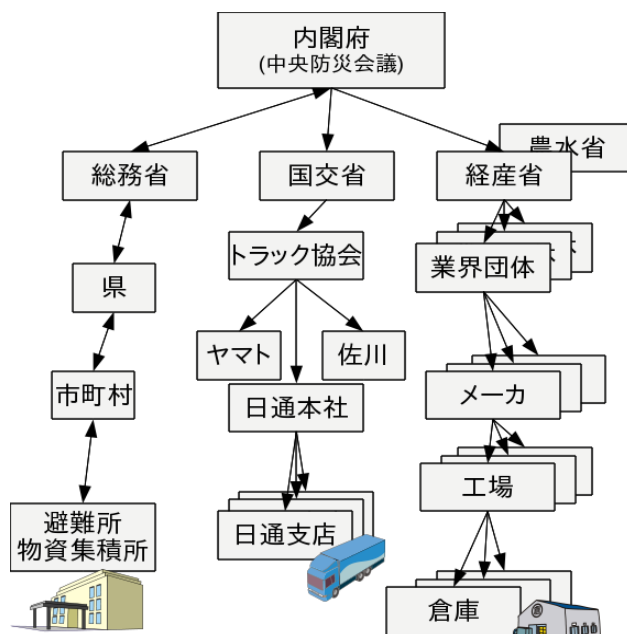 内閣府
(中央防災会議)
農水省
総務省
国交省
経産省
トラック協会
業界団体
体
県
ヤマト
佐川
市町村
メーカ
日通本社
工場
避難所
物資集積所
日通支店
倉庫